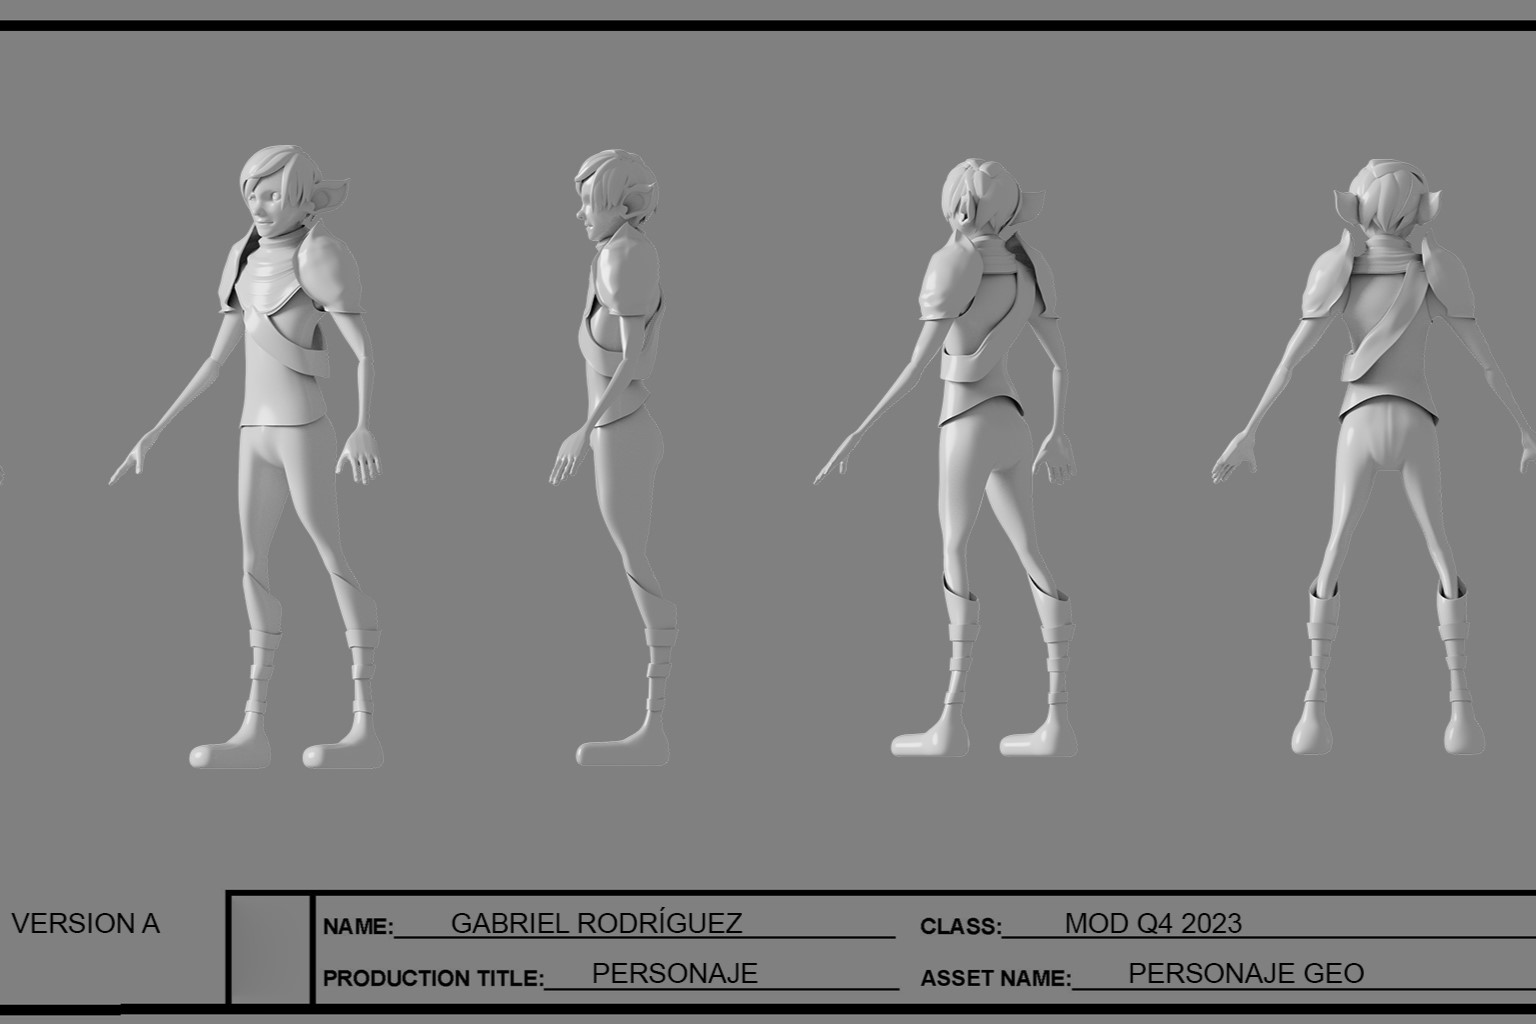 VERSION A
NAME: GABRIEL RODRÍGUEZ
CLASS: MOD Q4 2023
PRODUCTION TITLE: PERSONAJE
ASSET NAME: PERSONAJE GEO